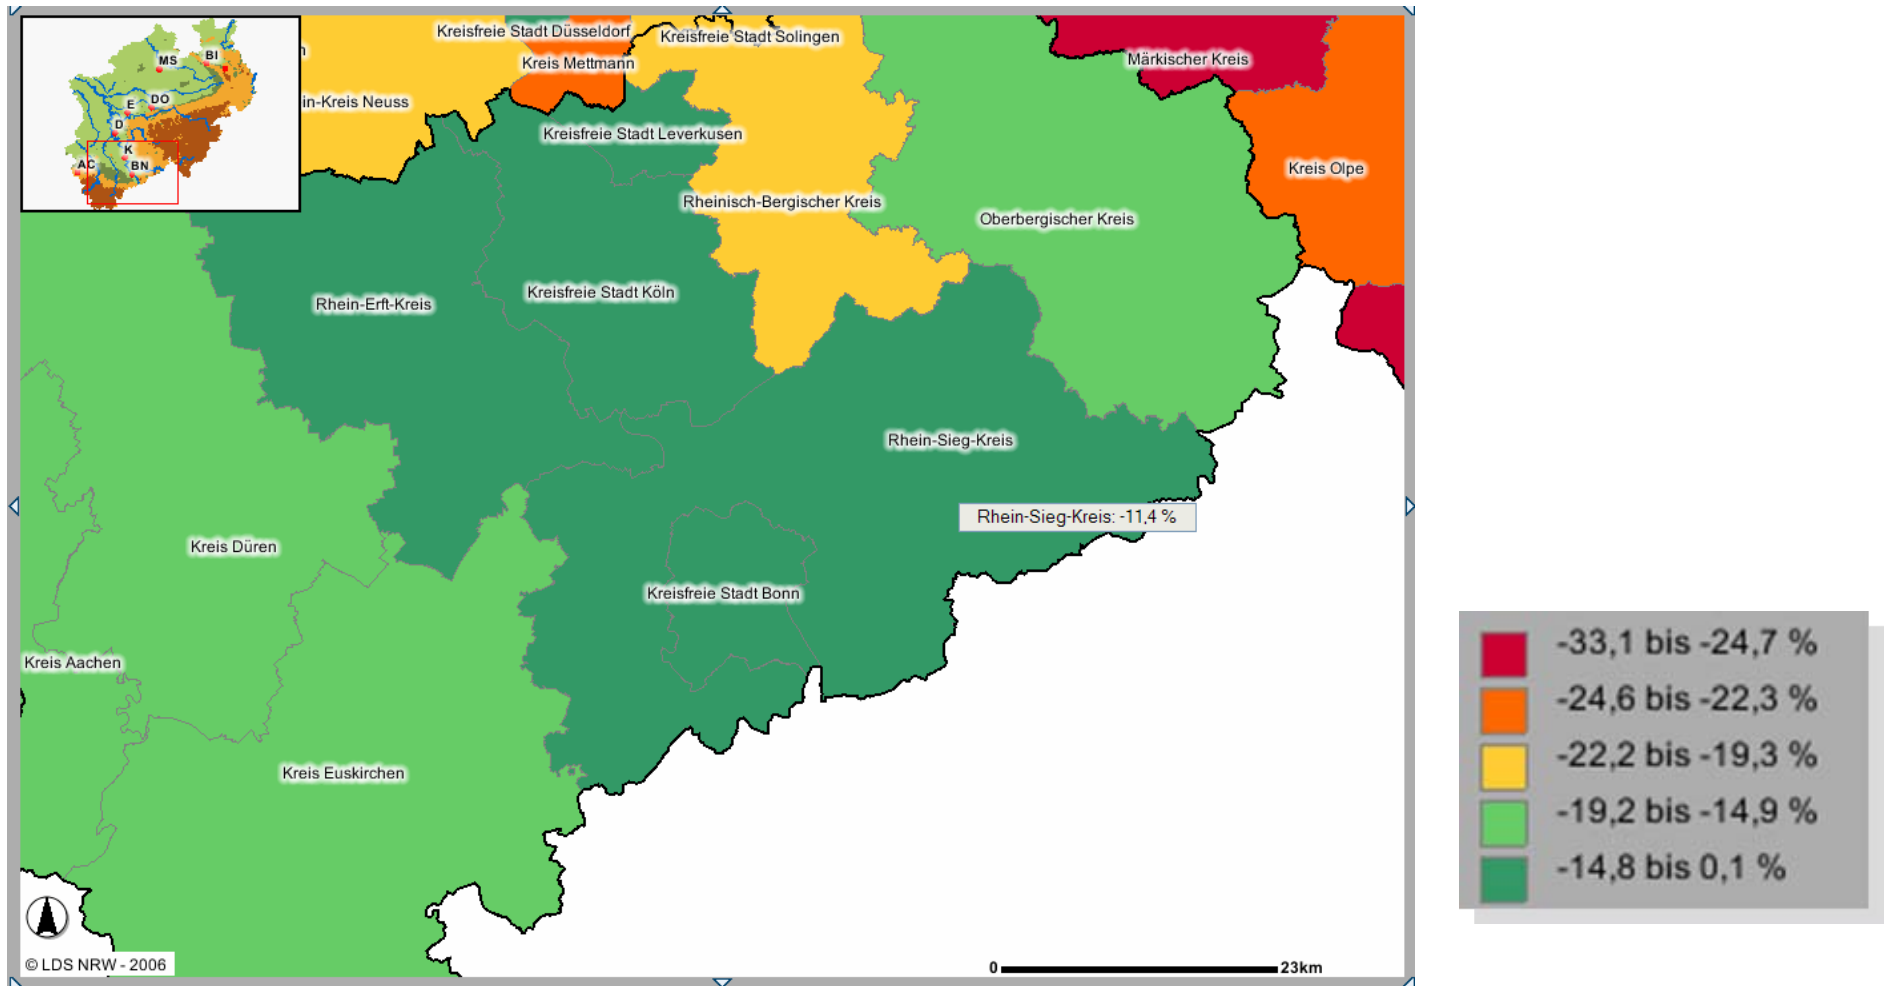 MS
BI
E
DO
D
K
AC
BN
Kreisfreie Stadt Düsseldorf
Kreisfreie Stadt Solingen
Kreis Mettmann
Märkischer Kreis
n
in-Kreis Neuss
Kreisfreie Stadt Leverkusen
Kreis Olpe
Rheinisch-Bergischer Kreis
Oberbergischer Kreis
Rhein-Erft-Kreis
Kreisfreie Stadt Köln
Rhein-Sieg-Kreis
Rhein-Sieg-Kreis: -11,4 %
Kreis Düren
Kreisfreie Stadt Bonn
Kreis Aachen
Kreis Euskirchen
© LDS NRW - 2006
0
23km
-33,1 bis -24,7 %
-24,6 bis -22,3 %
-22,2 bis -19,3 %
-19,2 bis -14,9 %
-14,8 bis 0,1 %